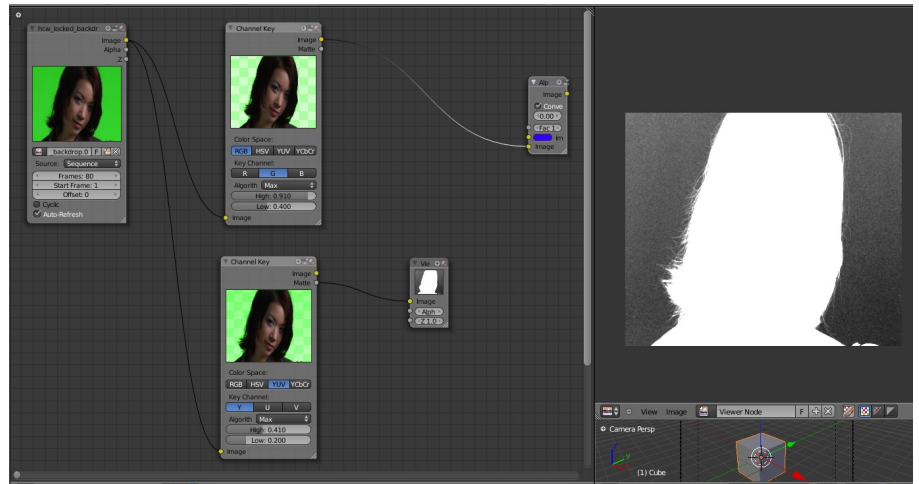 hcw_locked_backdr
Image
Alpha
Z
backdrop.0 F
Source: Sequence
Frames: 80
Start Frame: 1
Offset: 0
Cyclic
Auto-Refresh
Channel Key
Image
Matte
Color Space:
RGB HSV YUV YCbCr
Key Channel:
R G B
Algorith Max
High: 0.910
Low: 0.400
Image
Alp
Image
Conve
0.00
Fac 1
Im
Image
Channel Key
Image
Matte
Color Space:
RGB HSV YUV YCbCr
Key Channel:
Y U V
Algorith Max
High: 0.410
Low: 0.200
Image
Vie
Image
Alph
Z 1.0
View Image Viewer Node F
Camera Persp
y
(1) Cube